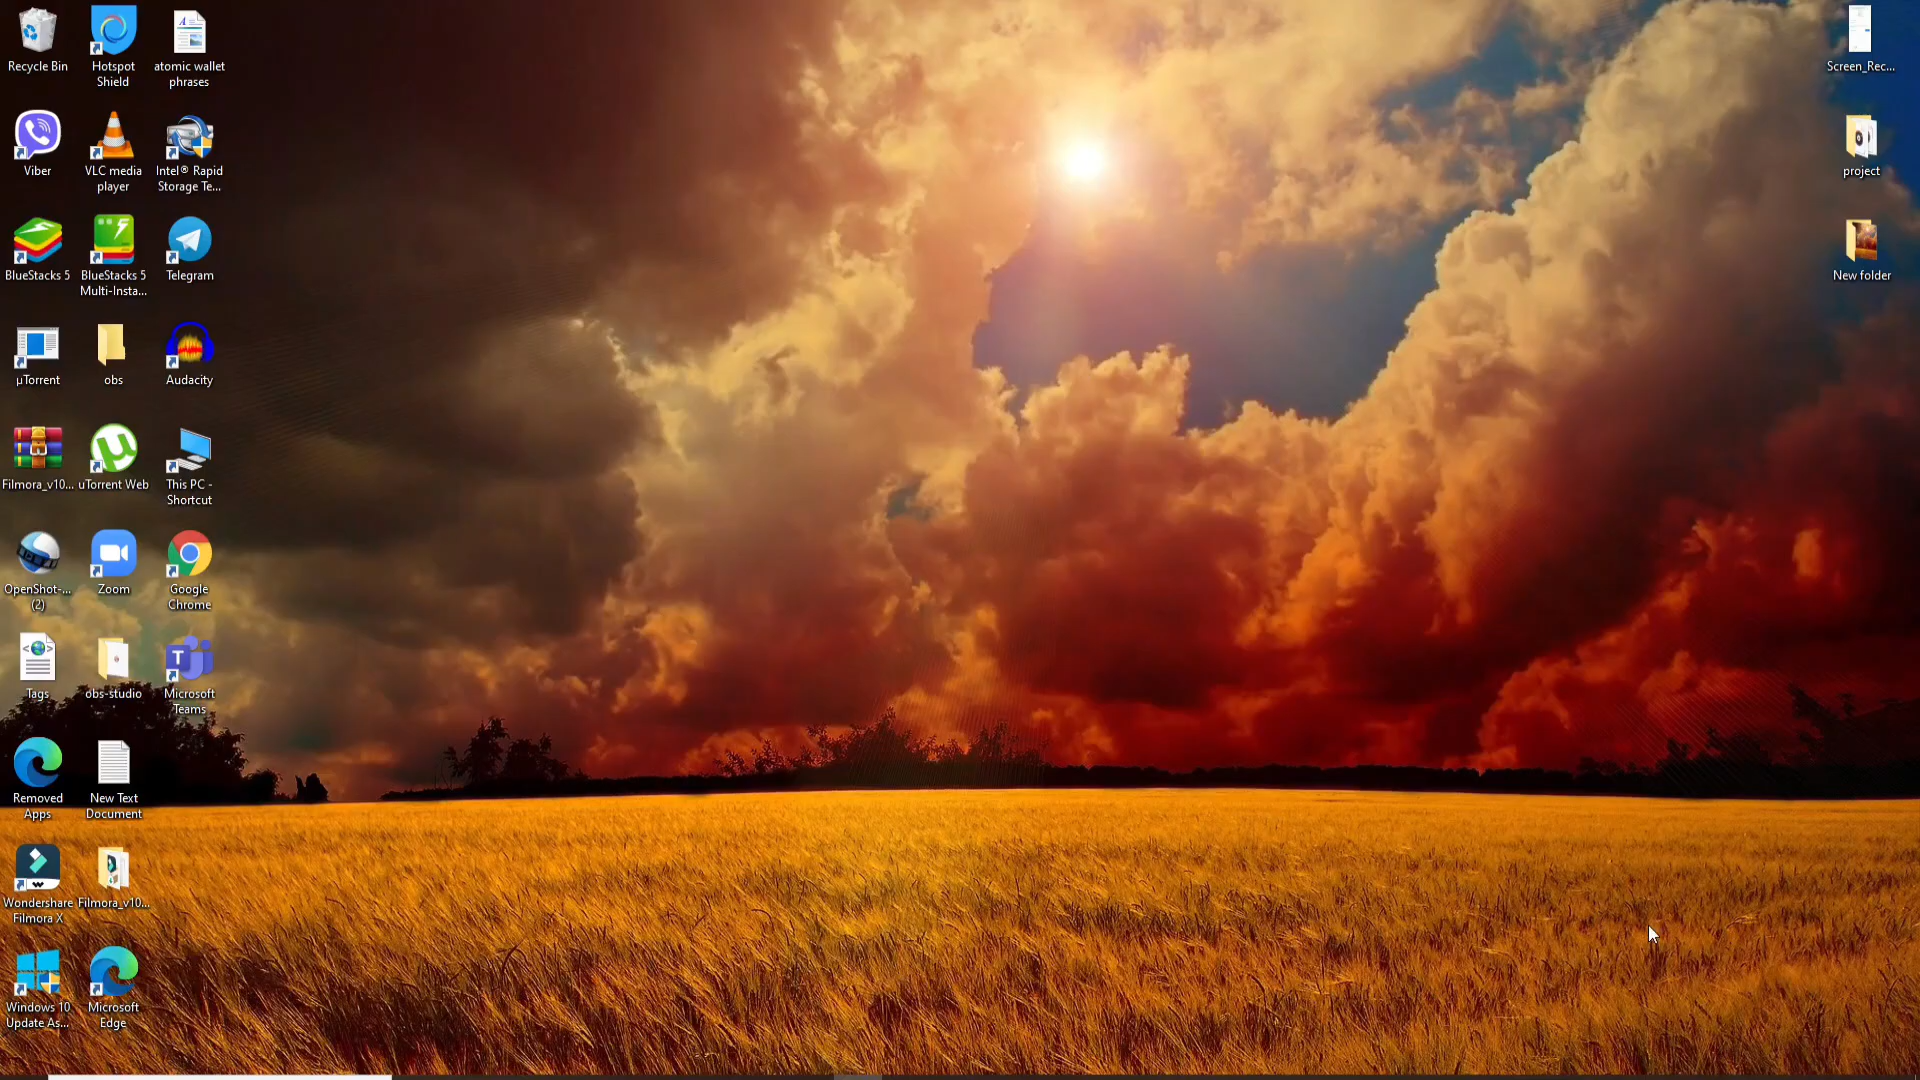 Recycle Bin
Hotspot
Shield
atomic wallet
phrases
Viber
VLC media
player
Intel® Rapid
Storage Te...
BlueStacks 5
BlueStacks 5
Multi-Insta...
Telegram
µTorrent
obs
Audacity
Filmora_v10...
uTorrent Web
This PC -
Shortcut
OpenShot-...
(2)
Zoom
Google
Chrome
Tags
obs-studio
Microsoft
Teams
Removed
Apps
New Text
Document
Wondershare
Filmora X
Filmora_v10...
Windows 10
Update As...
Microsoft
Edge
Screen_Rec...
project
New folder